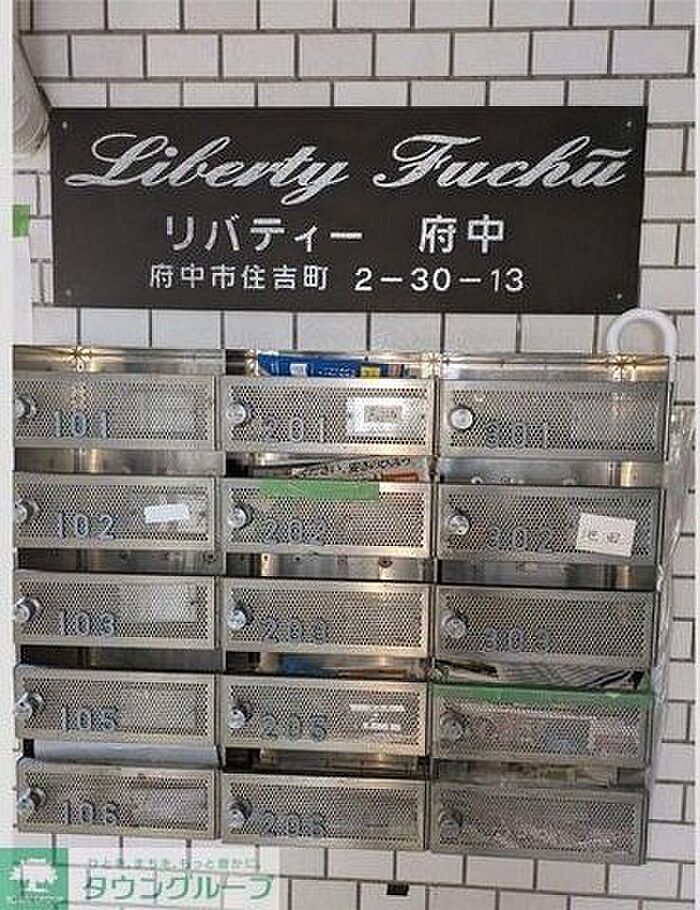 Liberty Fuchū
リバティー 府中
府中市住吉町 2-30-13
101 201 301
102 202 302
103 203 303
105 205
106 206
タウングループ